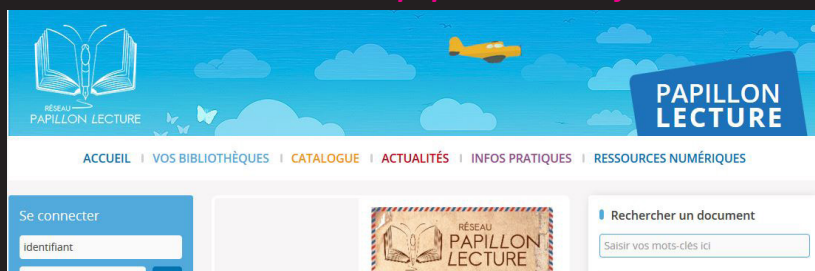 RÉSEAU
PAPILLON LECTURE
PAPILLON
LECTURE
ACCUEIL | VOS BIBLIOTHÈQUES | CATALOGUE | ACTUALITÉS | INFOS PRATIQUES | RESSOURCES NUMÉRIQUES
Se connecter
identifiant
RÉSEAU
PAPILLON
LECTURE
Rechercher un document
Saisir vos mots-clés ici